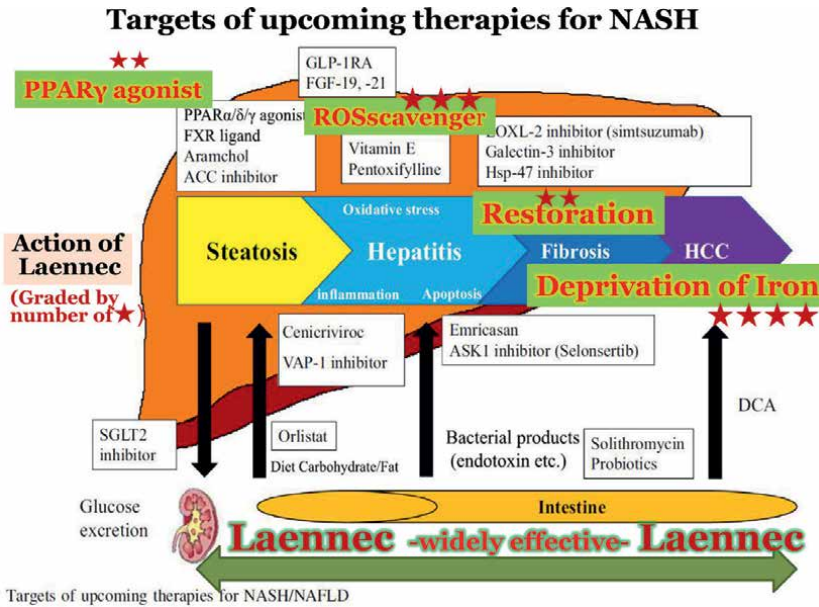 Targets of upcoming therapies for NASH
★★
PPARγ agonist
GLP-1RA
FGF-19, -21
★★★
ROSscavenger
PPARα/δ/γ agonist
FXR ligand
Aramchol
ACC inhibitor
Vitamin E
Pentoxifylline
LOXL-2 inhibitor (simtsuzumab)
Galectin-3 inhibitor
Hsp-47 inhibitor
★★
Restoration
Action of
Laennec
(Graded by
number of★)
Steatosis
Oxidative stress
Hepatitis
inflammation
Apoptosis
Fibrosis
HCC
Deprivation of Iron
★★★★
Cenicriviroc
VAP-1 inhibitor
Emricasan
ASK1 inhibitor (Selonsertib)
DCA
SGLT2
inhibitor
Orlistat
Diet Carbohydrate/Fat
Bacterial products
(endotoxin etc.)
Solithromycin
Probiotics
Glucose
excretion
Intestine
Laennec -widely effective- Laennec
Targets of upcoming therapies for NASH/NAFLD